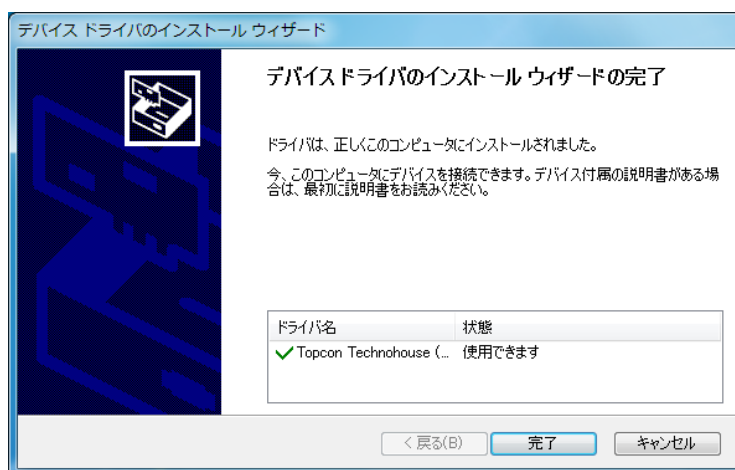 デバイス ドライバのインストール ウィザード
デバイス ドライバのインストール ウィザードの完了
ドライバは、正しくこのコンピュータにインストールされました。
今、このコンピュータにデバイスを接続できます。デバイス付属の説明書がある場
合は、最初に説明書をお読みください。
ドライバ名 状態
Topcon Technohouse (... 使用できます
< 戻る(B) 完了 キャンセル